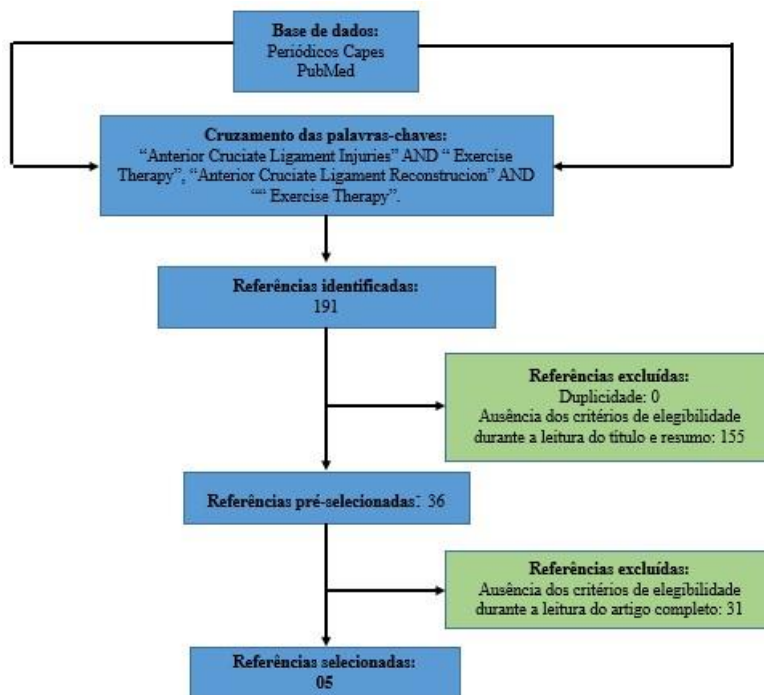 Base de dados:
Periódicos Capes
PubMed
Cruzamento das palavras-chaves:
“Anterior Cruciate Ligament Injuries” AND “ Exercise
Therapy”, “Anterior Cruciate Ligament Reconstrucion” AND
““ Exercise Therapy”.
Referências identificadas:
191
Referências excluídas:
Duplicidade: 0
Ausência dos critérios de elegibilidade
durante a leitura do título e resumo: 155
Referências pré-selecionadas: 36
Referências excluídas:
Ausência dos critérios de elegibilidade
durante a leitura do artigo completo: 31
Referências selecionadas:
05